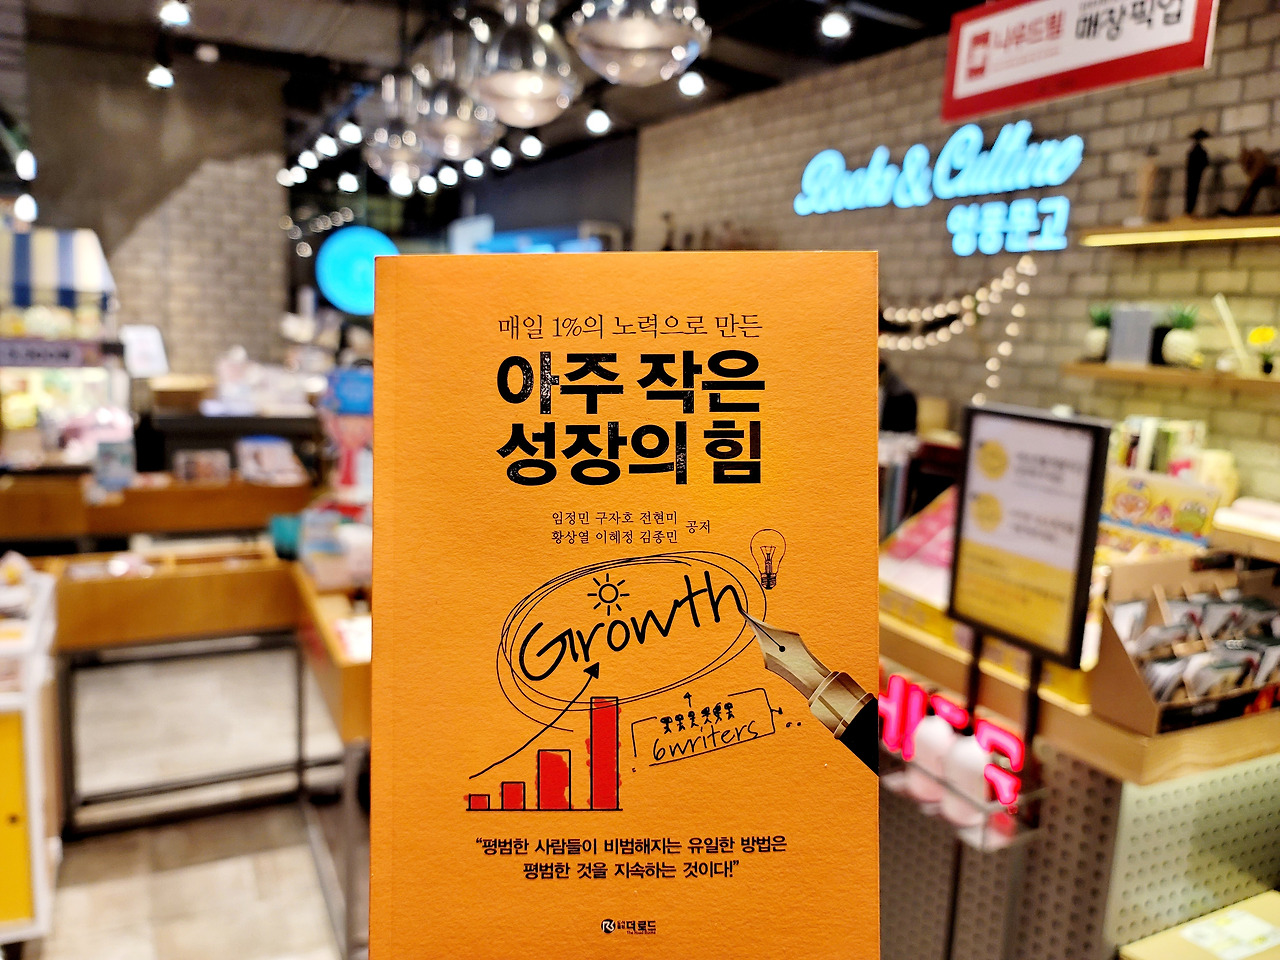 나우드림 매장픽업
Books & Culture
영풍문고
매일 1%의 노력으로 만든
아주 작은
성장의 힘
임정민 구자호 전현미
황상열 이혜정 김종민 공저
Growth
6writers
“평범한 사람들이 비범해지는 유일한 방법은
평범한 것을 지속하는 것이다!”
더로드